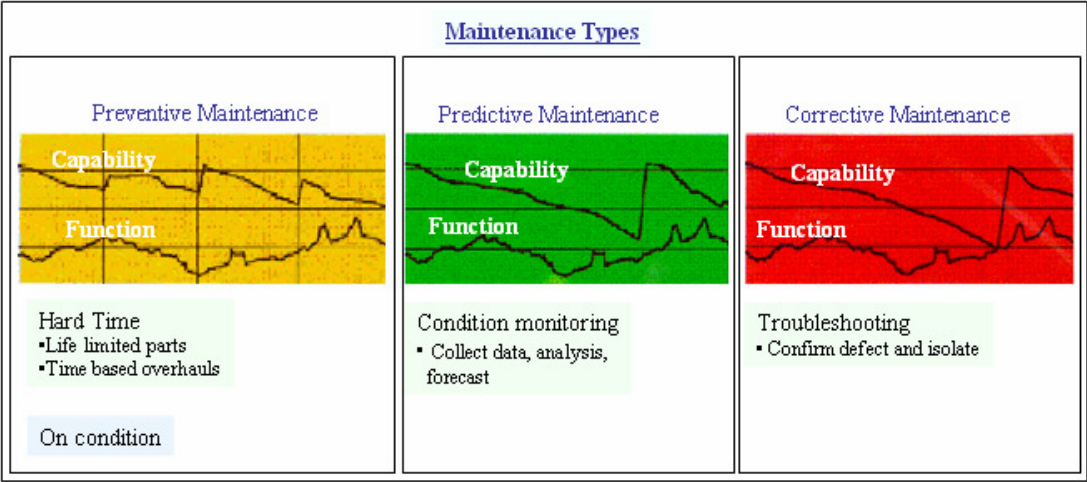 Maintenance Types
Preventive Maintenance
Capability
Function
Hard Time
▪Life limited parts
▪Time based overhauls
On condition
Predictive Maintenance
Capability
Function
Condition monitoring
▪ Collect data, analysis,
forecast
Corrective Maintenance
Capability
Function
Troubleshooting
▪ Confirm defect and isolate